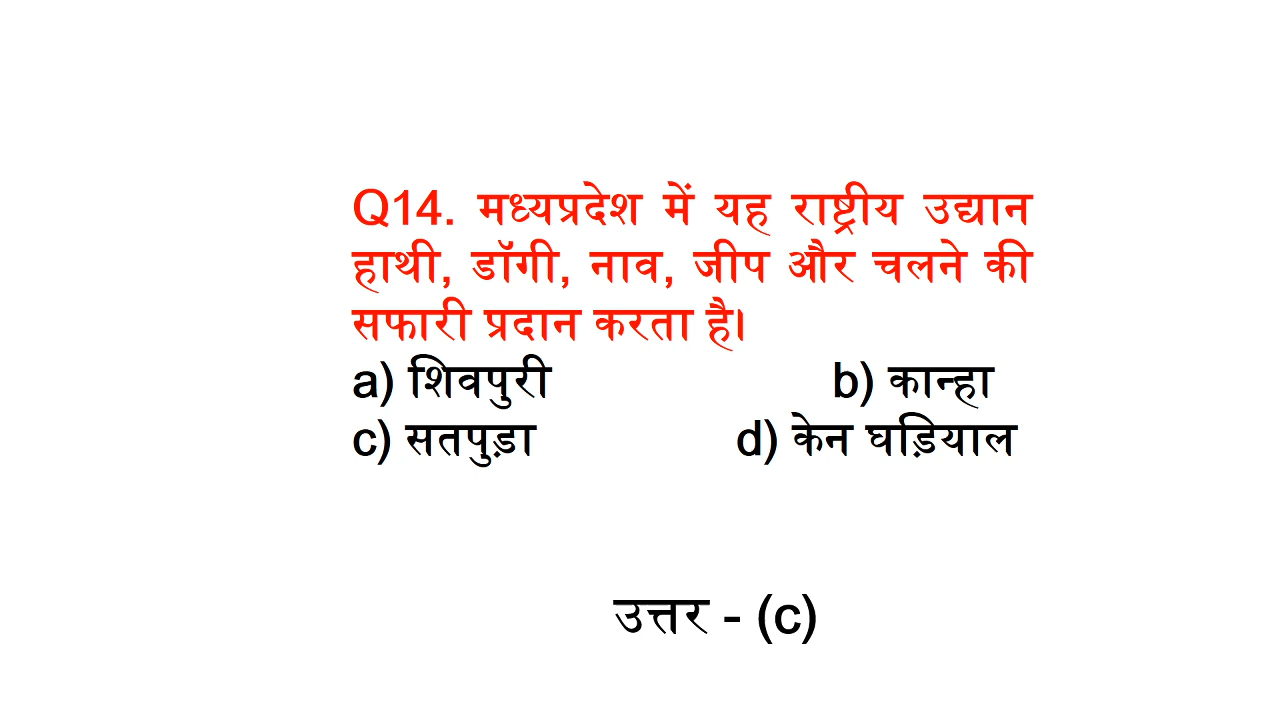 Q14. मध्यप्रदेश में यह राष्ट्रीय उद्यान
हाथी, डॉगी, नाव, जीप और चलने की
सफारी प्रदान करता है।
a) शिवपुरी b) कान्हा
c) सतपुड़ा d) केन घड़ियाल
उत्तर - (c)